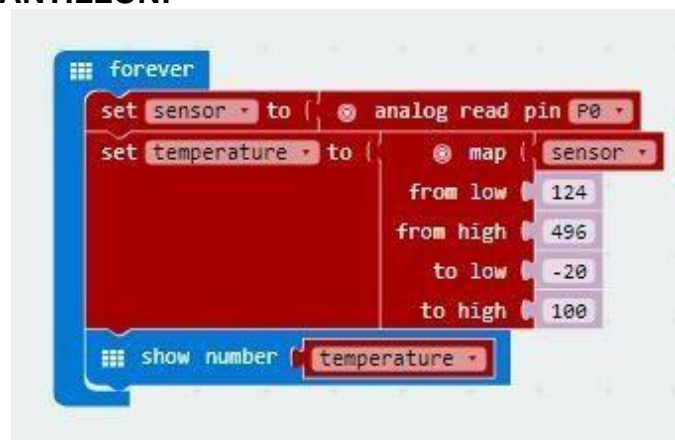 forever
set sensor to ( analog read pin P0
set temperature to ( map ( sensor
from low 124
from high 496
to low -20
to high 100
show number temperature